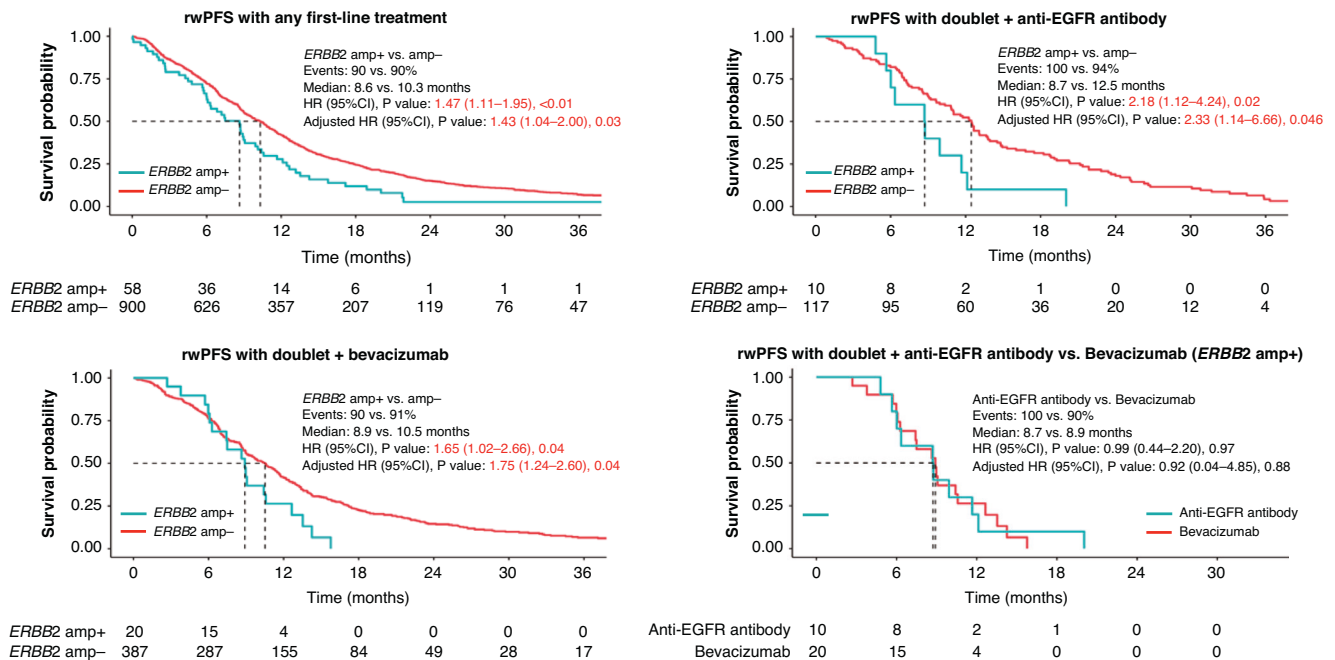 rwPFS with any first-line treatment
Survival probability
1.00
0.75
0.50
0.25
0.00
ERBB2 amp+ vs. amp–
Events: 90 vs. 90%
Median: 8.6 vs. 10.3 months
HR (95%CI), P value: 1.47 (1.11–1.95), <0.01
Adjusted HR (95%CI), P value: 1.43 (1.04–2.00), 0.03
ERBB2 amp+
ERBB2 amp–
0 6 12 18 24 30 36
Time (months)
ERBB2 amp+ 58 36 14 6 1 1 1
ERBB2 amp– 900 626 357 207 119 76 47
rwPFS with doublet + anti-EGFR antibody
Survival probability
1.00
0.75
0.50
0.25
0.00
ERBB2 amp+ vs. amp–
Events: 100 vs. 94%
Median: 8.7 vs. 12.5 months
HR (95%CI), P value: 2.18 (1.12–4.24), 0.02
Adjusted HR (95%CI), P value: 2.33 (1.14–6.66), 0.046
ERBB2 amp+
ERBB2 amp–
0 6 12 18 24 30 36
Time (months)
ERBB2 amp+ 10 8 2 1 0 0 0
ERBB2 amp– 117 95 60 36 20 12 4
rwPFS with doublet + bevacizumab
Survival probability
1.00
0.75
0.50
0.25
0.00
ERBB2 amp+ vs. amp–
Events: 90 vs. 91%
Median: 8.9 vs. 10.5 months
HR (95%CI), P value: 1.65 (1.02–2.66), 0.04
Adjusted HR (95%CI), P value: 1.75 (1.24–2.60), 0.04
ERBB2 amp+
ERBB2 amp–
0 6 12 18 24 30 36
Time (months)
ERBB2 amp+ 20 15 4 0 0 0 0
ERBB2 amp– 387 287 155 84 49 28 17
rwPFS with doublet + anti-EGFR antibody vs. Bevacizumab (ERBB2 amp+)
Survival probability
1.00
0.75
0.50
0.25
0.00
Anti-EGFR antibody vs. Bevacizumab
Events: 100 vs. 90%
Median: 8.7 vs. 8.9 months
HR (95%CI), P value: 0.99 (0.44–2.20), 0.97
Adjusted HR (95%CI), P value: 0.92 (0.04–4.85), 0.88
Anti-EGFR antibody
Bevacizumab
0 6 12 18 24 30
Time (months)
Anti-EGFR antibody 10 8 2 1 0 0
Bevacizumab 20 15 4 0 0 0